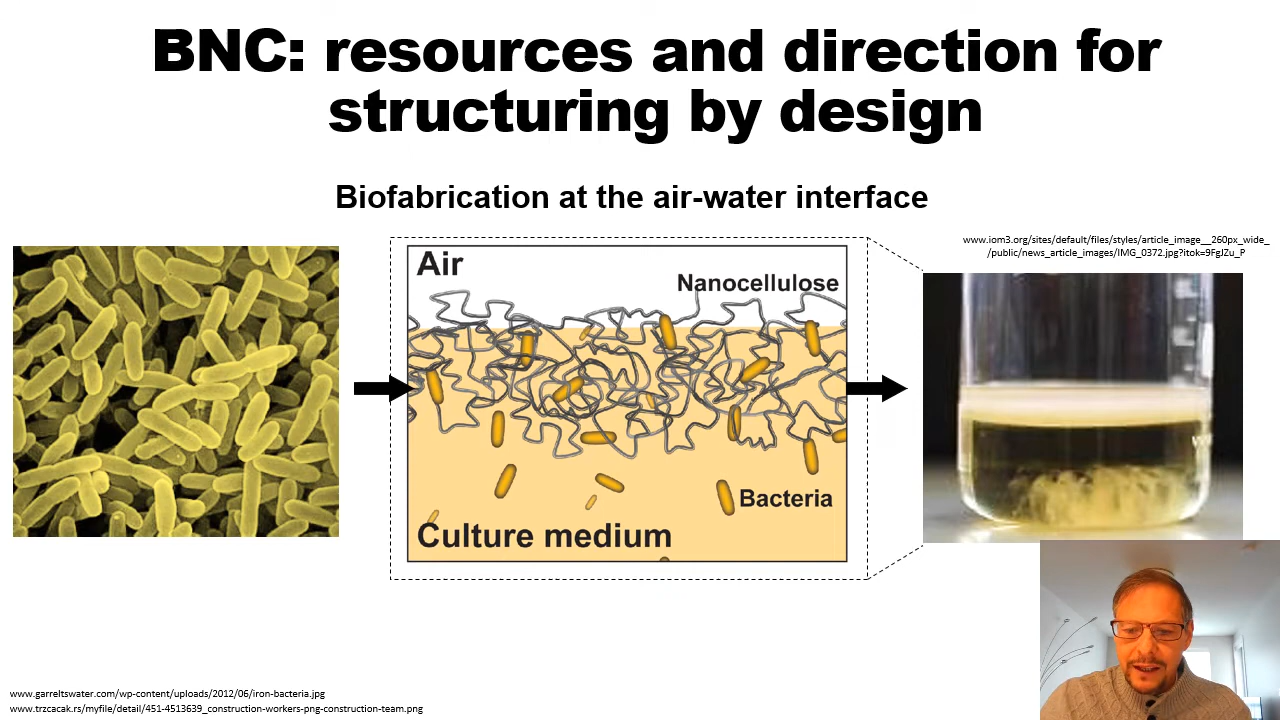 BNC: resources and direction for
structuring by design
Biofabrication at the air-water interface
www.iom3.org/sites/default/files/styles/article_image__260px_wide_
/public/news_article_images/IMG_0372.jpg?itok=9FgJZu_P
Air
Nanocellulose
Bacteria
Culture medium
www.garreltswater.com/wp-content/uploads/2012/06/iron-bacteria.jpg
www.trzcacak.rs/myfile/detail/451-4513639_construction-workers-png-construction-team.png